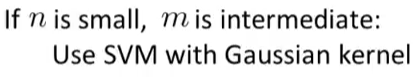 If n is small, m is intermediate:
Use SVM with Gaussian kernel